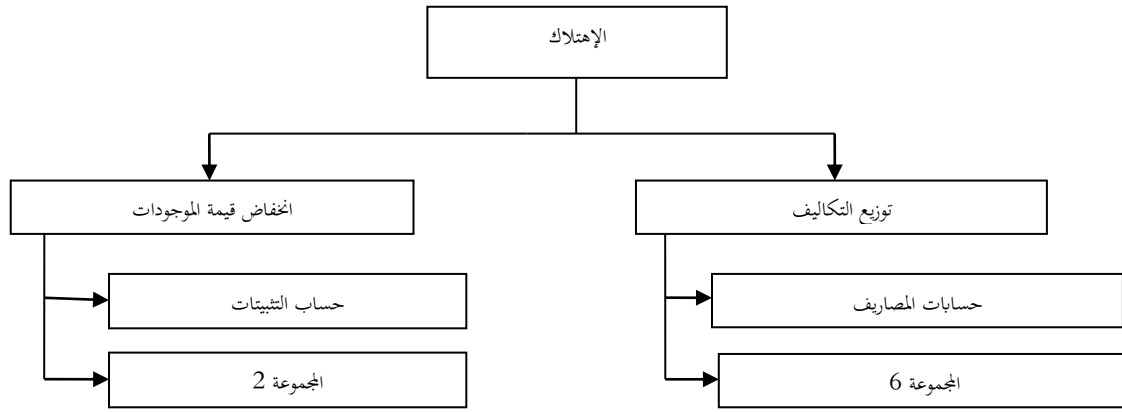 الإهتلاك
توزيع التكاليف
انخفاض قيمة الموجودات
حسابات المصاريف
حساب التثبيتات
المجموعة 6
المجموعة 2